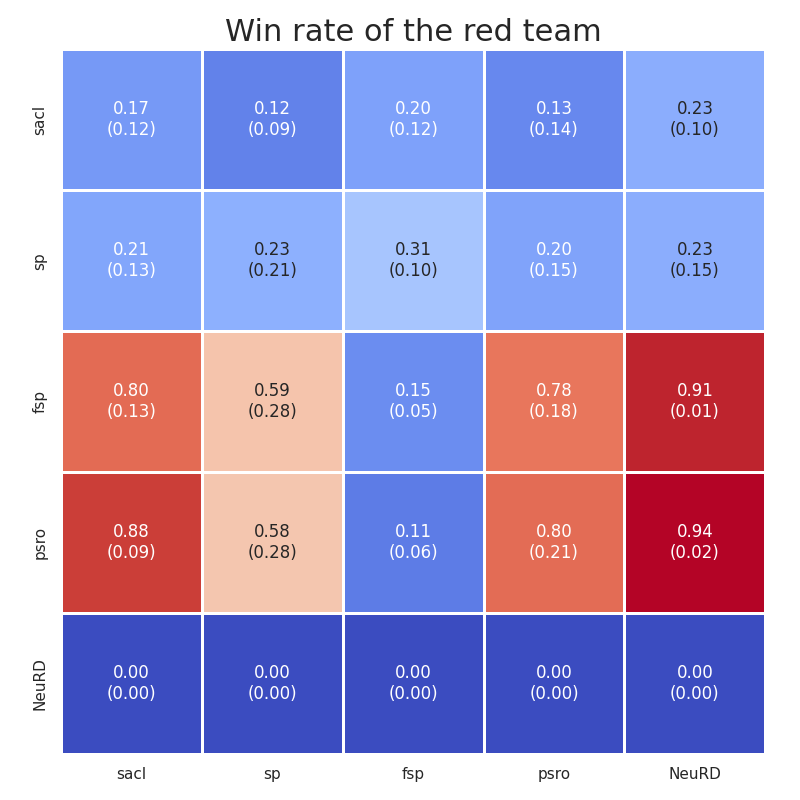 Win rate of the red team
sacl
0.17 0.12 0.20 0.13 0.23
(0.12) (0.09) (0.12) (0.14) (0.10)
sp
0.21 0.23 0.31 0.20 0.23
(0.13) (0.21) (0.10) (0.15) (0.15)
fsp
0.80 0.59 0.15 0.78 0.91
(0.13) (0.28) (0.05) (0.18) (0.01)
psro
0.88 0.58 0.11 0.80 0.94
(0.09) (0.28) (0.06) (0.21) (0.02)
NeuRD
0.00 0.00 0.00 0.00 0.00
(0.00) (0.00) (0.00) (0.00) (0.00)
sacl sp fsp psro NeuRD